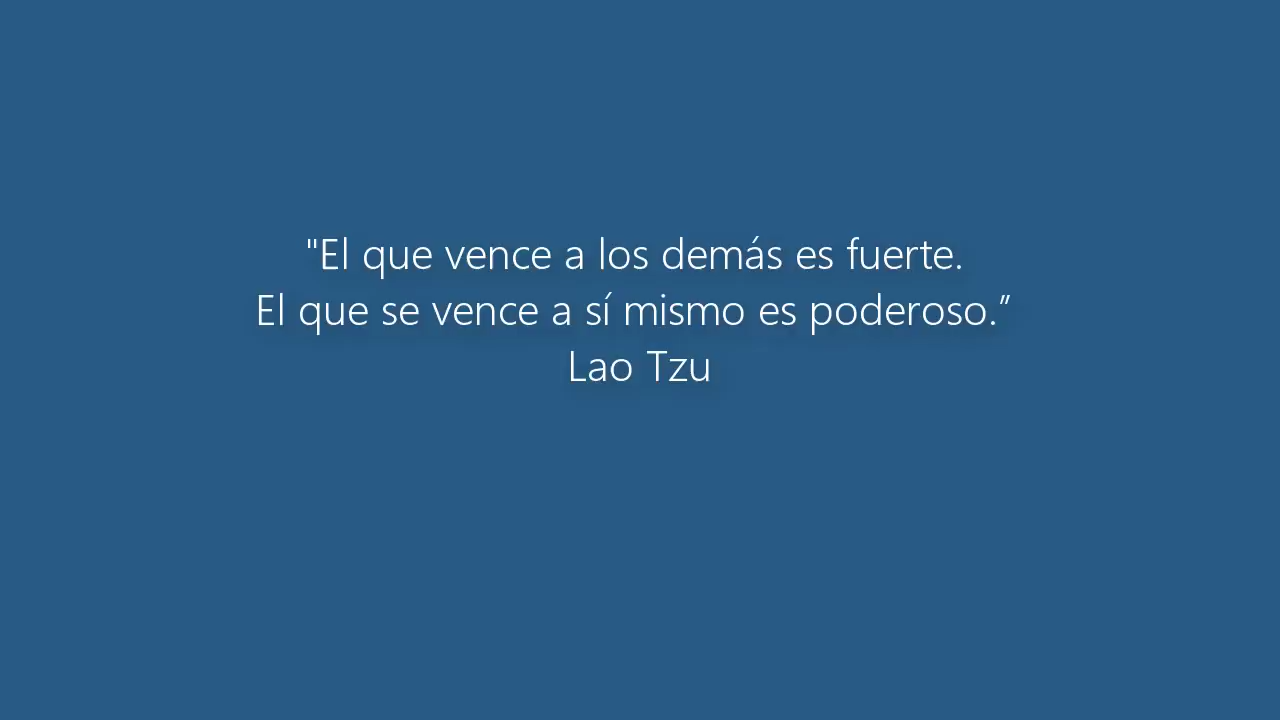 "El que vence a los demás es fuerte.
El que se vence a sí mismo es poderoso.”
Lao Tzu